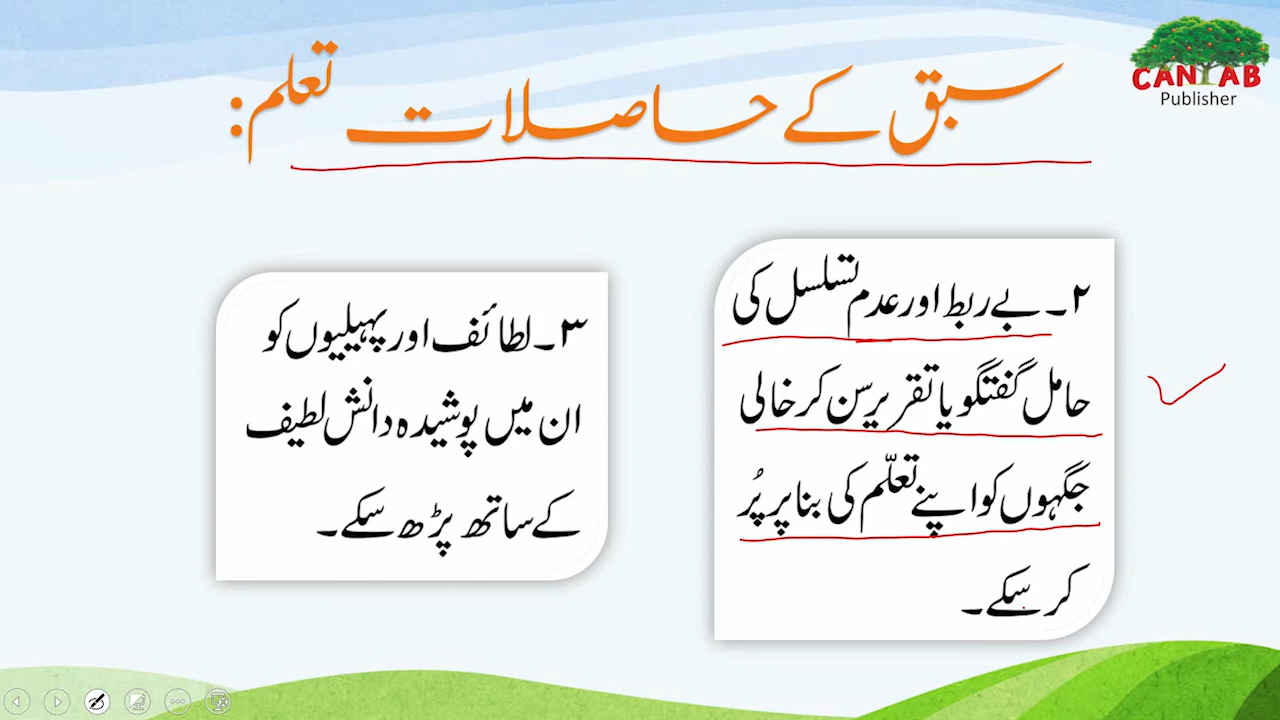 سبق کے حاصلات تعلم:
CANTAB
Publisher
۲۔ بے ربط اور عدم تسلسل کی
حامل گفتگو یا تقریر سن کر خالی
جگہوں کو اپنے تعلّم کی بنا پر پُر
کر سکے۔
۳۔ لطائف اور پہیلیوں کو
ان میں پوشیدہ دانش لطیف
کے ساتھ پڑھ سکے۔